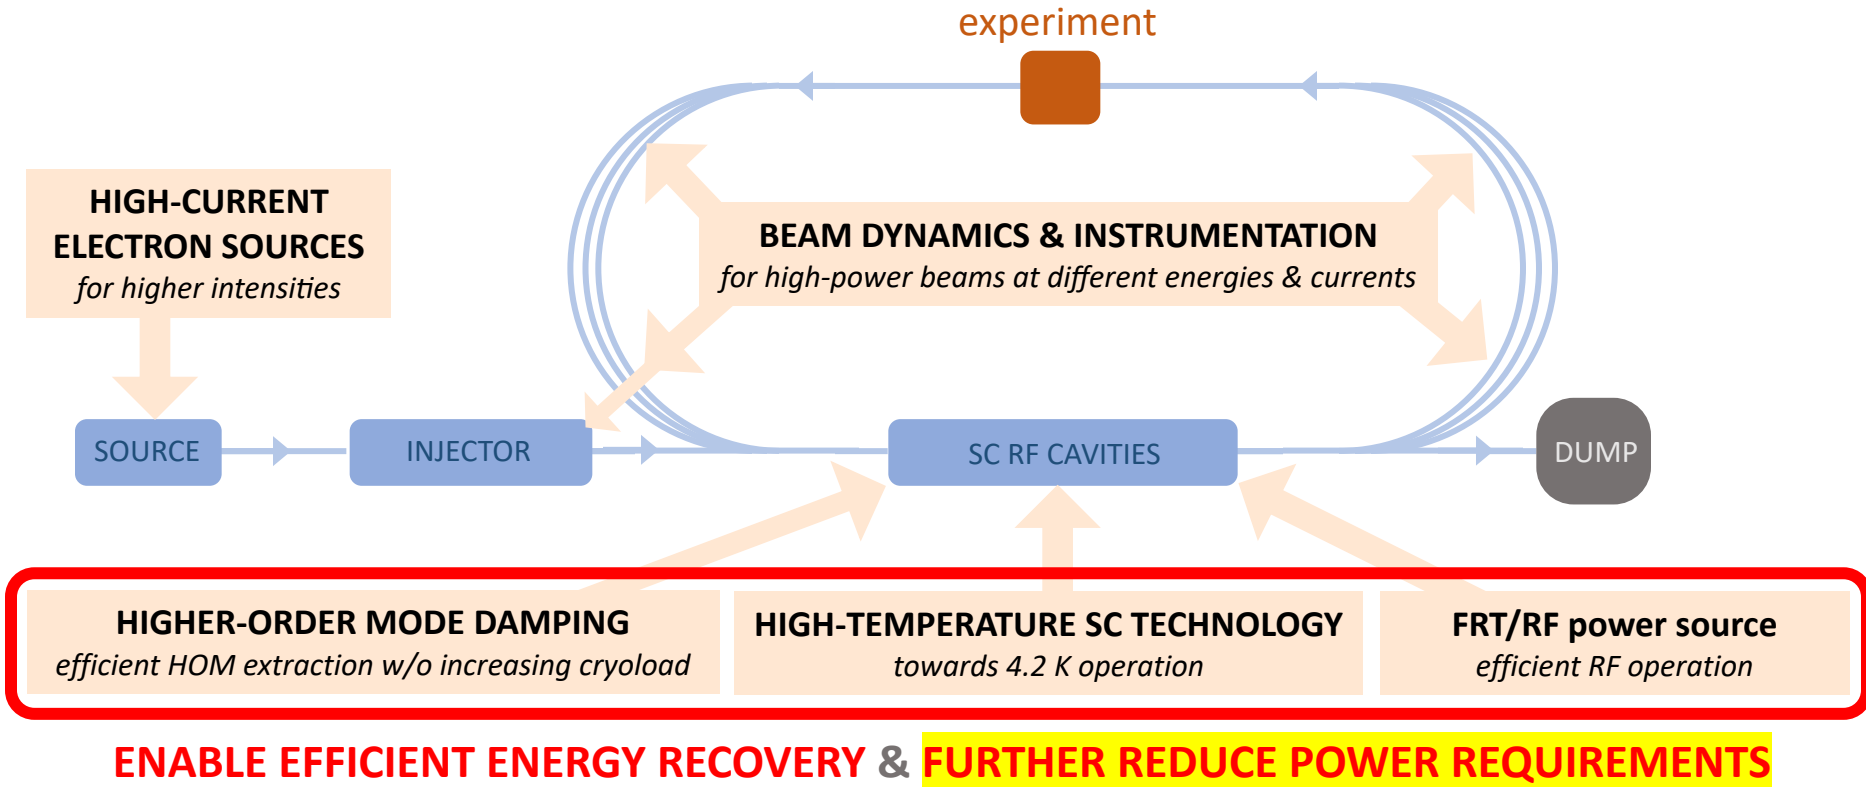 experiment
HIGH-CURRENT
ELECTRON SOURCES
for higher intensities
BEAM DYNAMICS & INSTRUMENTATION
for high-power beams at different energies & currents
SOURCE
INJECTOR
SC RF CAVITIES
DUMP
HIGHER-ORDER MODE DAMPING
efficient HOM extraction w/o increasing cryoload
HIGH-TEMPERATURE SC TECHNOLOGY
towards 4.2 K operation
FRT/RF power source
efficient RF operation
ENABLE EFFICIENT ENERGY RECOVERY & FURTHER REDUCE POWER REQUIREMENTS